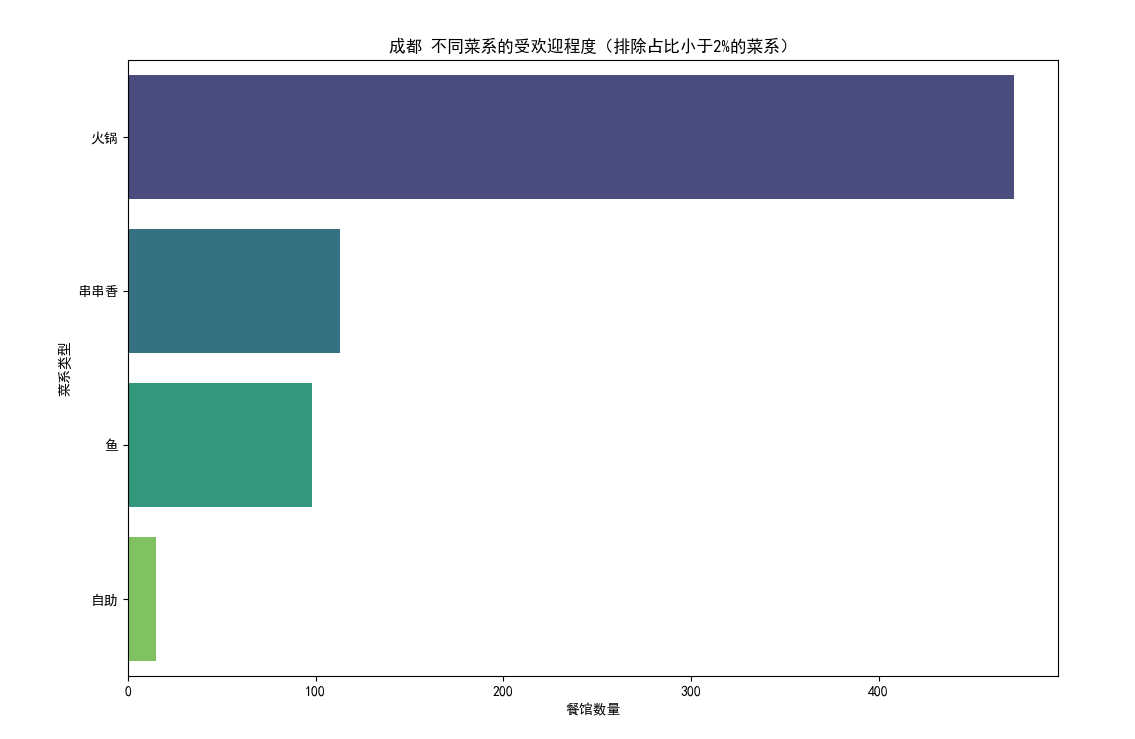 成都 不同菜系的受欢迎程度（排除占比小于2%的菜系）
火锅
串串香
鱼
自助
菜系类型
0 100 200 300 400
餐馆数量